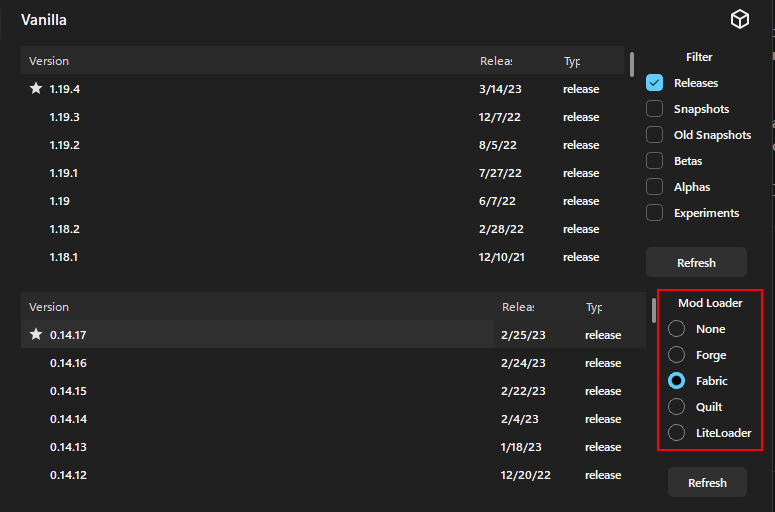 Vanilla
Version Releas Typ
1.19.4 3/14/23 release
1.19.3 12/7/22 release
1.19.2 8/5/22 release
1.19.1 7/27/22 release
1.19 6/7/22 release
1.18.2 2/28/22 release
1.18.1 12/10/21 release
Filter
Releases
Snapshots
Old Snapshots
Betas
Alphas
Experiments
Refresh
Version Releas Typ
0.14.17 2/25/23 release
0.14.16 2/24/23 release
0.14.15 2/22/23 release
0.14.14 2/4/23 release
0.14.13 1/18/23 release
0.14.12 12/20/22 release
Mod Loader
None
Forge
Fabric
Quilt
LiteLoader
Refresh